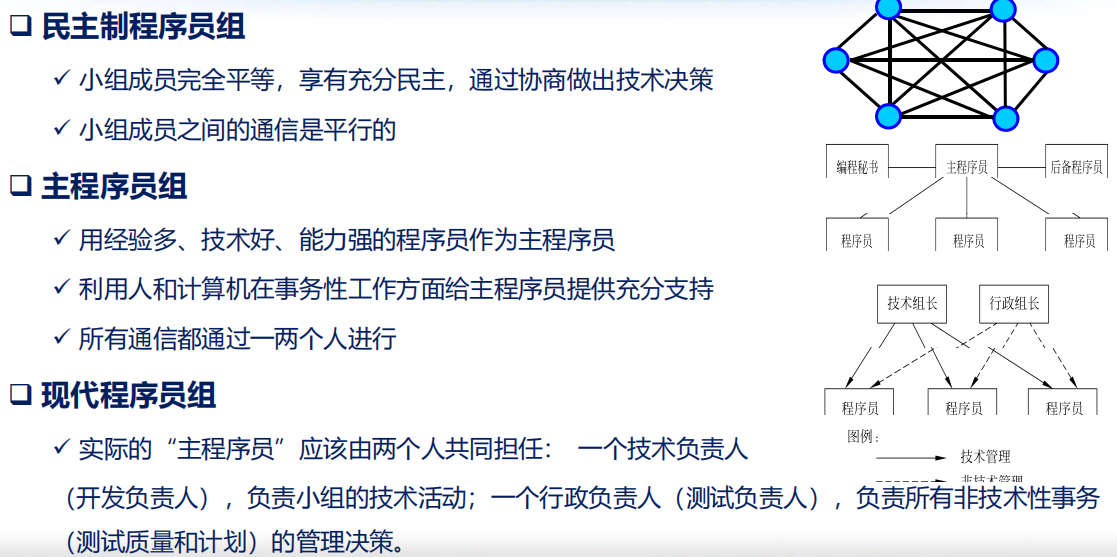 民主制程序员组
小组成员完全平等，享有充分民主，通过协商做出技术决策
小组成员之间的通信是平行的
主程序员组
用经验多、技术好、能力强的程序员作为主程序员
利用人和计算机在事务性工作方面给主程序员提供充分支持
所有通信都通过一两个人进行
现代程序员组
实际的“主程序员”应该由两个人共同担任： 一个技术负责人
（开发负责人），负责小组的技术活动；一个行政负责人（测试负责人），负责所有非技术性事务
（测试质量和计划）的管理决策。
编程秘书 主程序员 后备程序员
程序员 程序员 程序员
技术组长 行政组长
程序员 程序员 程序员
图例：
技术管理
非技术管理